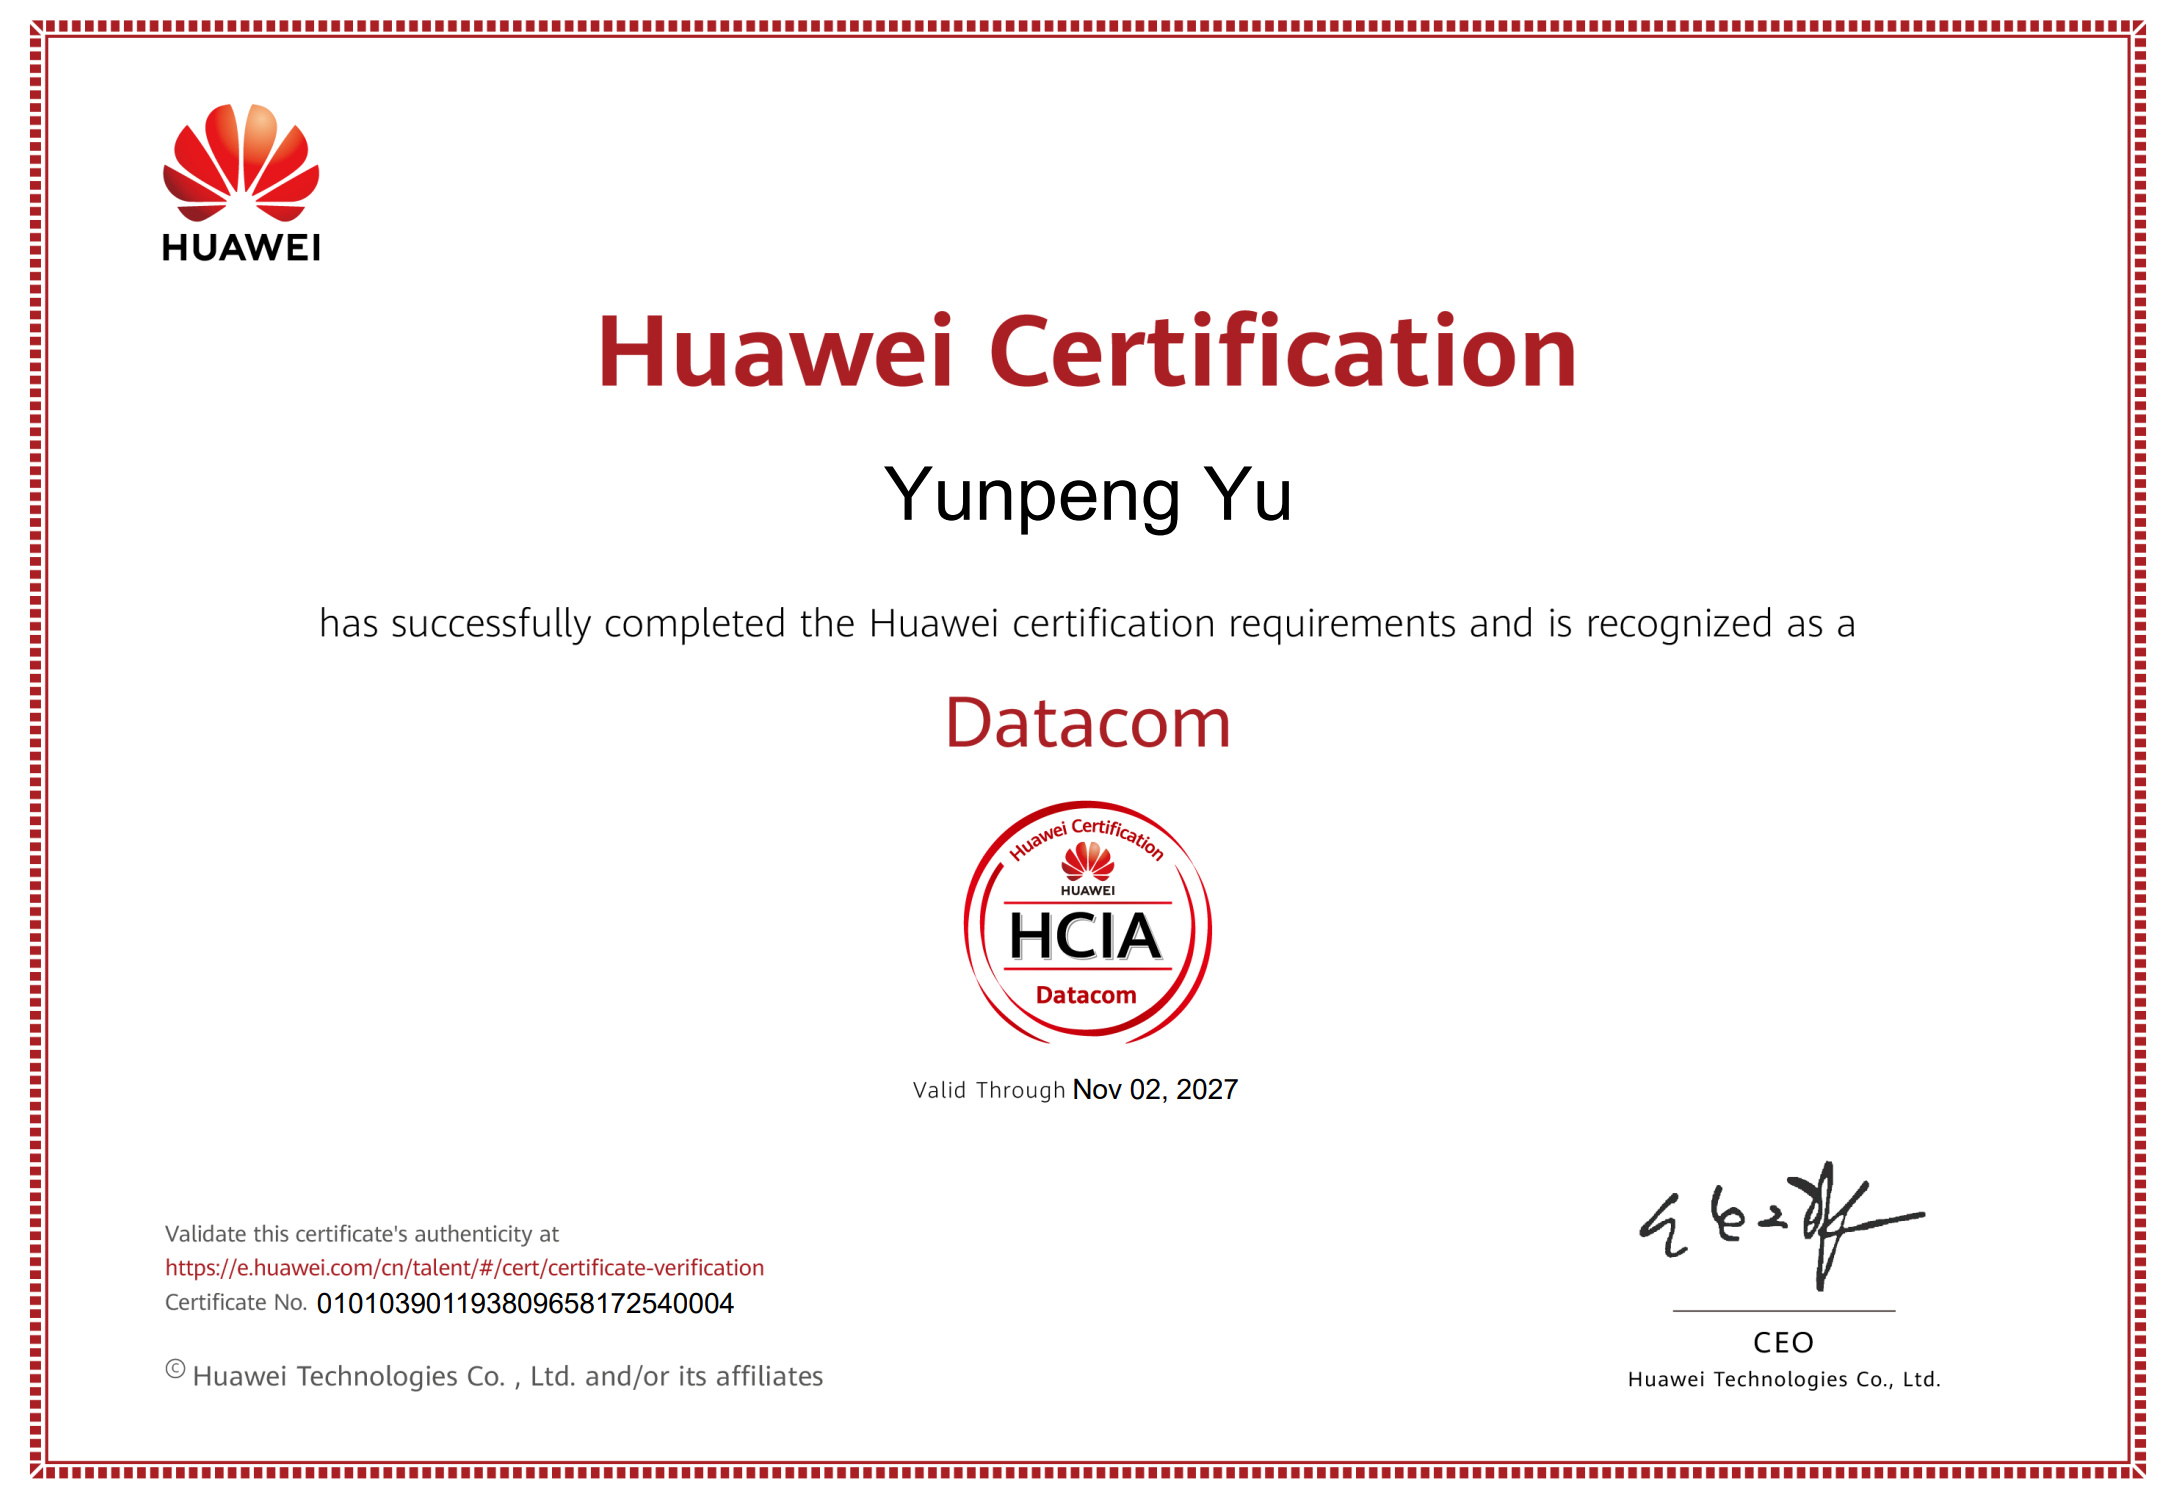 HUAWEI
Huawei Certification
Yunpeng Yu
has successfully completed the Huawei certification requirements and is recognized as a
Datacom
Huawei Certification
HUAWEI
HCIA
Datacom
Valid Through Nov 02, 2027
Validate this certificate's authenticity at
https://e.huawei.com/cn/talent/#/cert/certificate-verification
Certificate No. 010103901193809658172540004
© Huawei Technologies Co. , Ltd. and/or its affiliates
CEO
Huawei Technologies Co., Ltd.